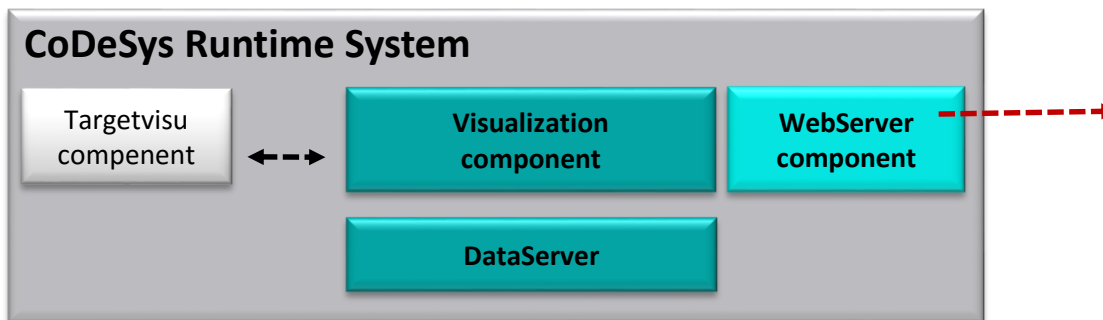 CoDeSys Runtime System
Targetvisu
compenent
Visualization
component
WebServer
component
DataServer